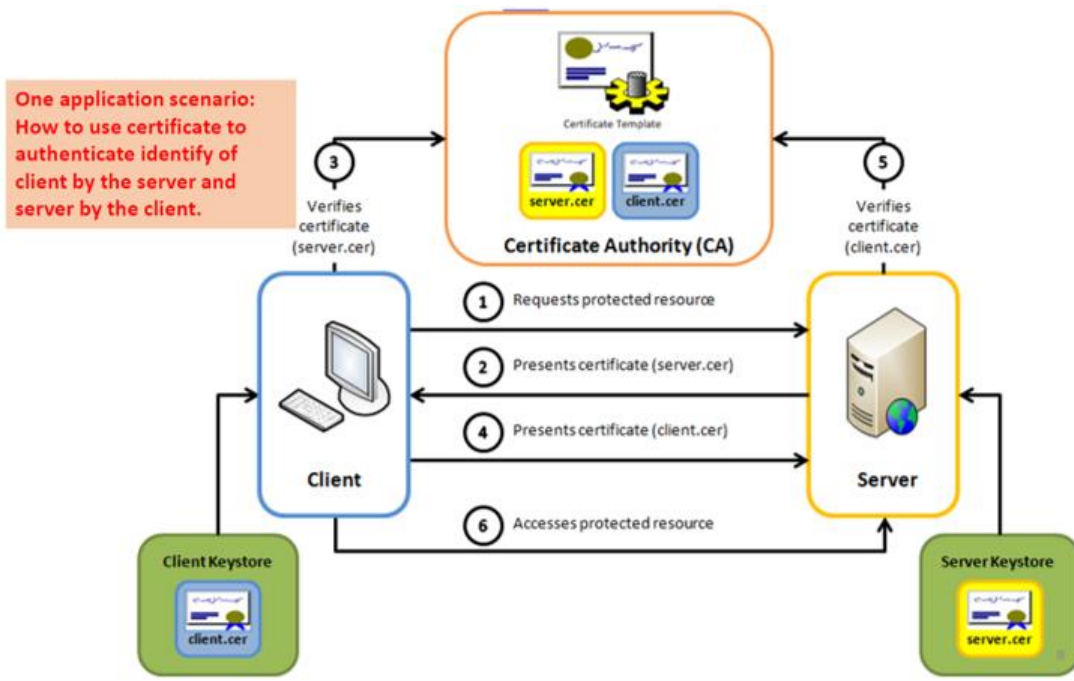 One application scenario:
How to use certificate to
authenticate identify of
client by the server and
server by the client.
Certificate Template
server.cer
client.cer
Certificate Authority (CA)
3
Verifies
certificate
(server.cer)
5
Verifies
certificate
(client.cer)
1 Requests protected resource
2 Presents certificate (server.cer)
4 Presents certificate (client.cer)
Client
Server
6 Accesses protected resource
Client Keystore
client.cer
Server Keystore
server.cer